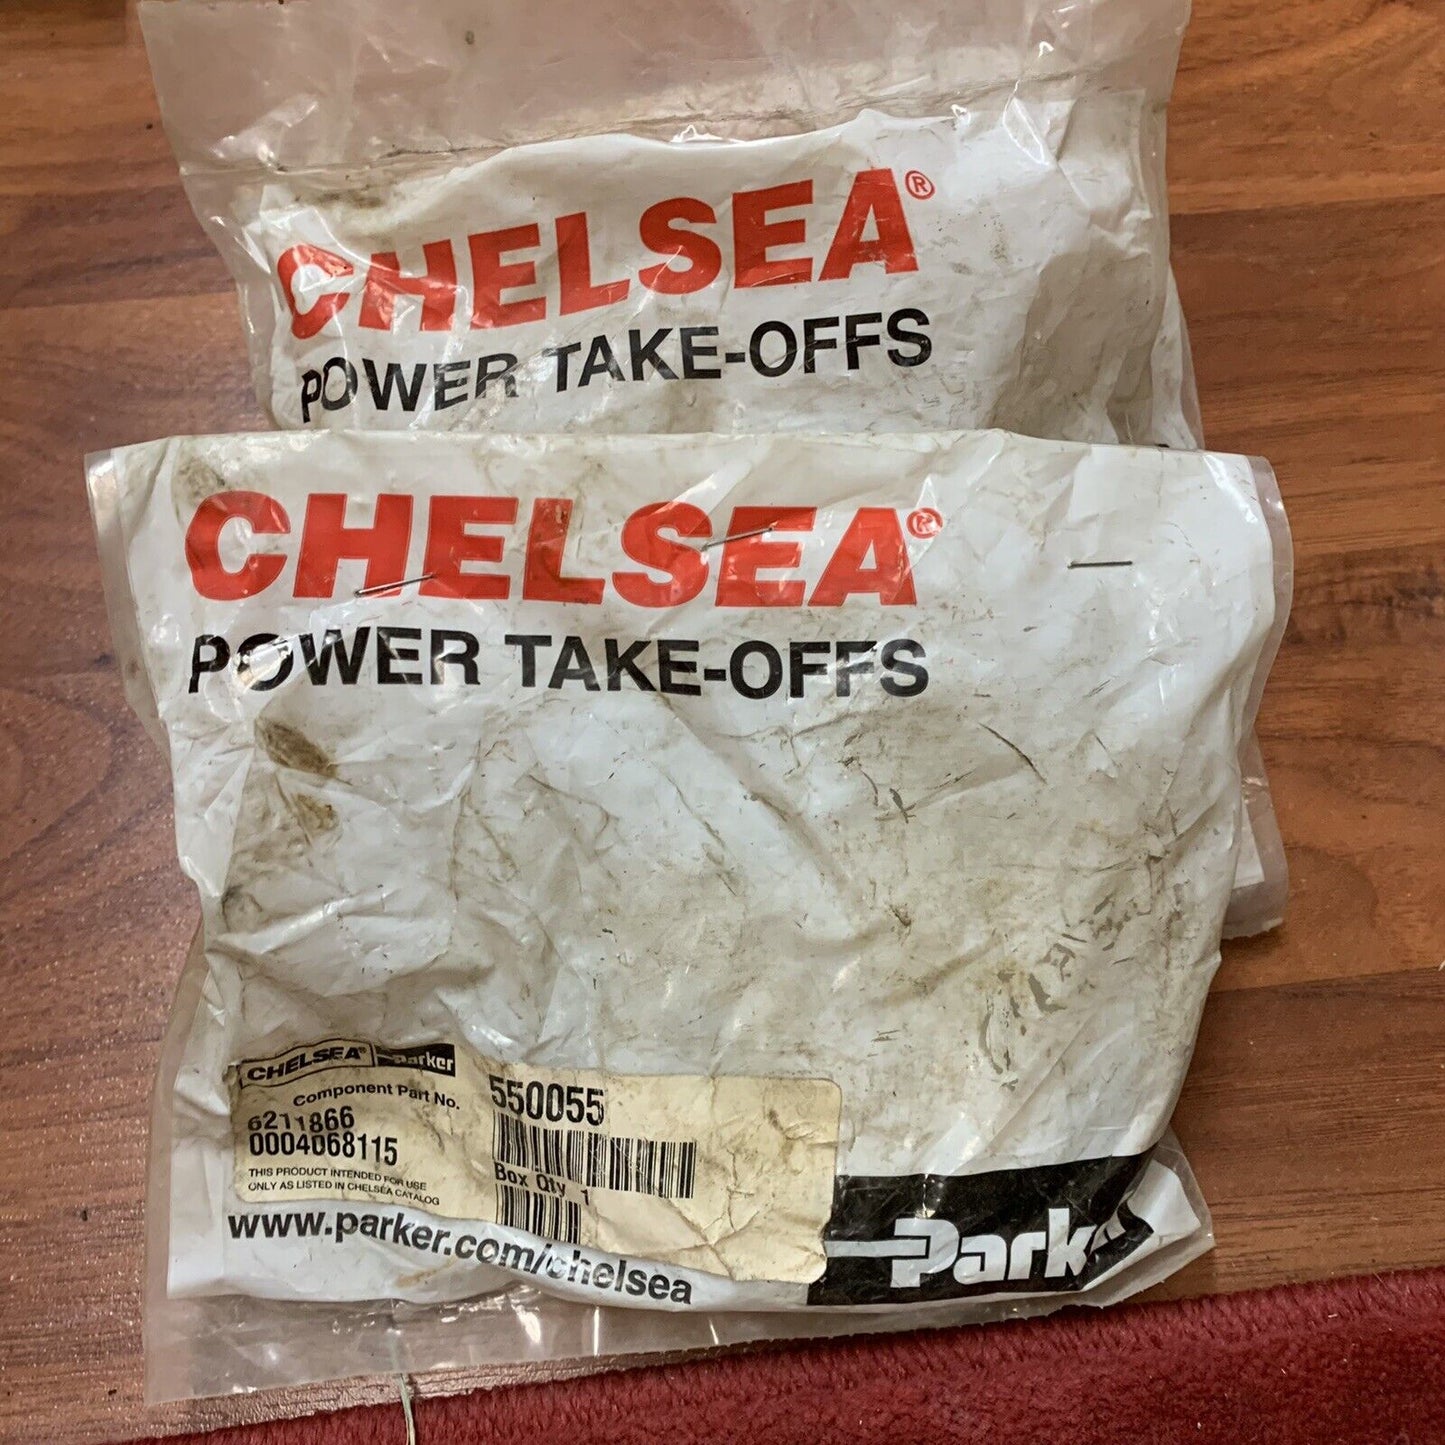 CHELSEA®
POWER TAKE-OFFS
CHELSEA®
POWER TAKE-OFFS
CHELSEA® Parker
Component Part No.
550055
6211866
0004068115
Box Qty 1
THIS PRODUCT INTENDED FOR USE
ONLY AS LISTED IN CHELSEA CATALOG
www.parker.com/chelsea
Parker